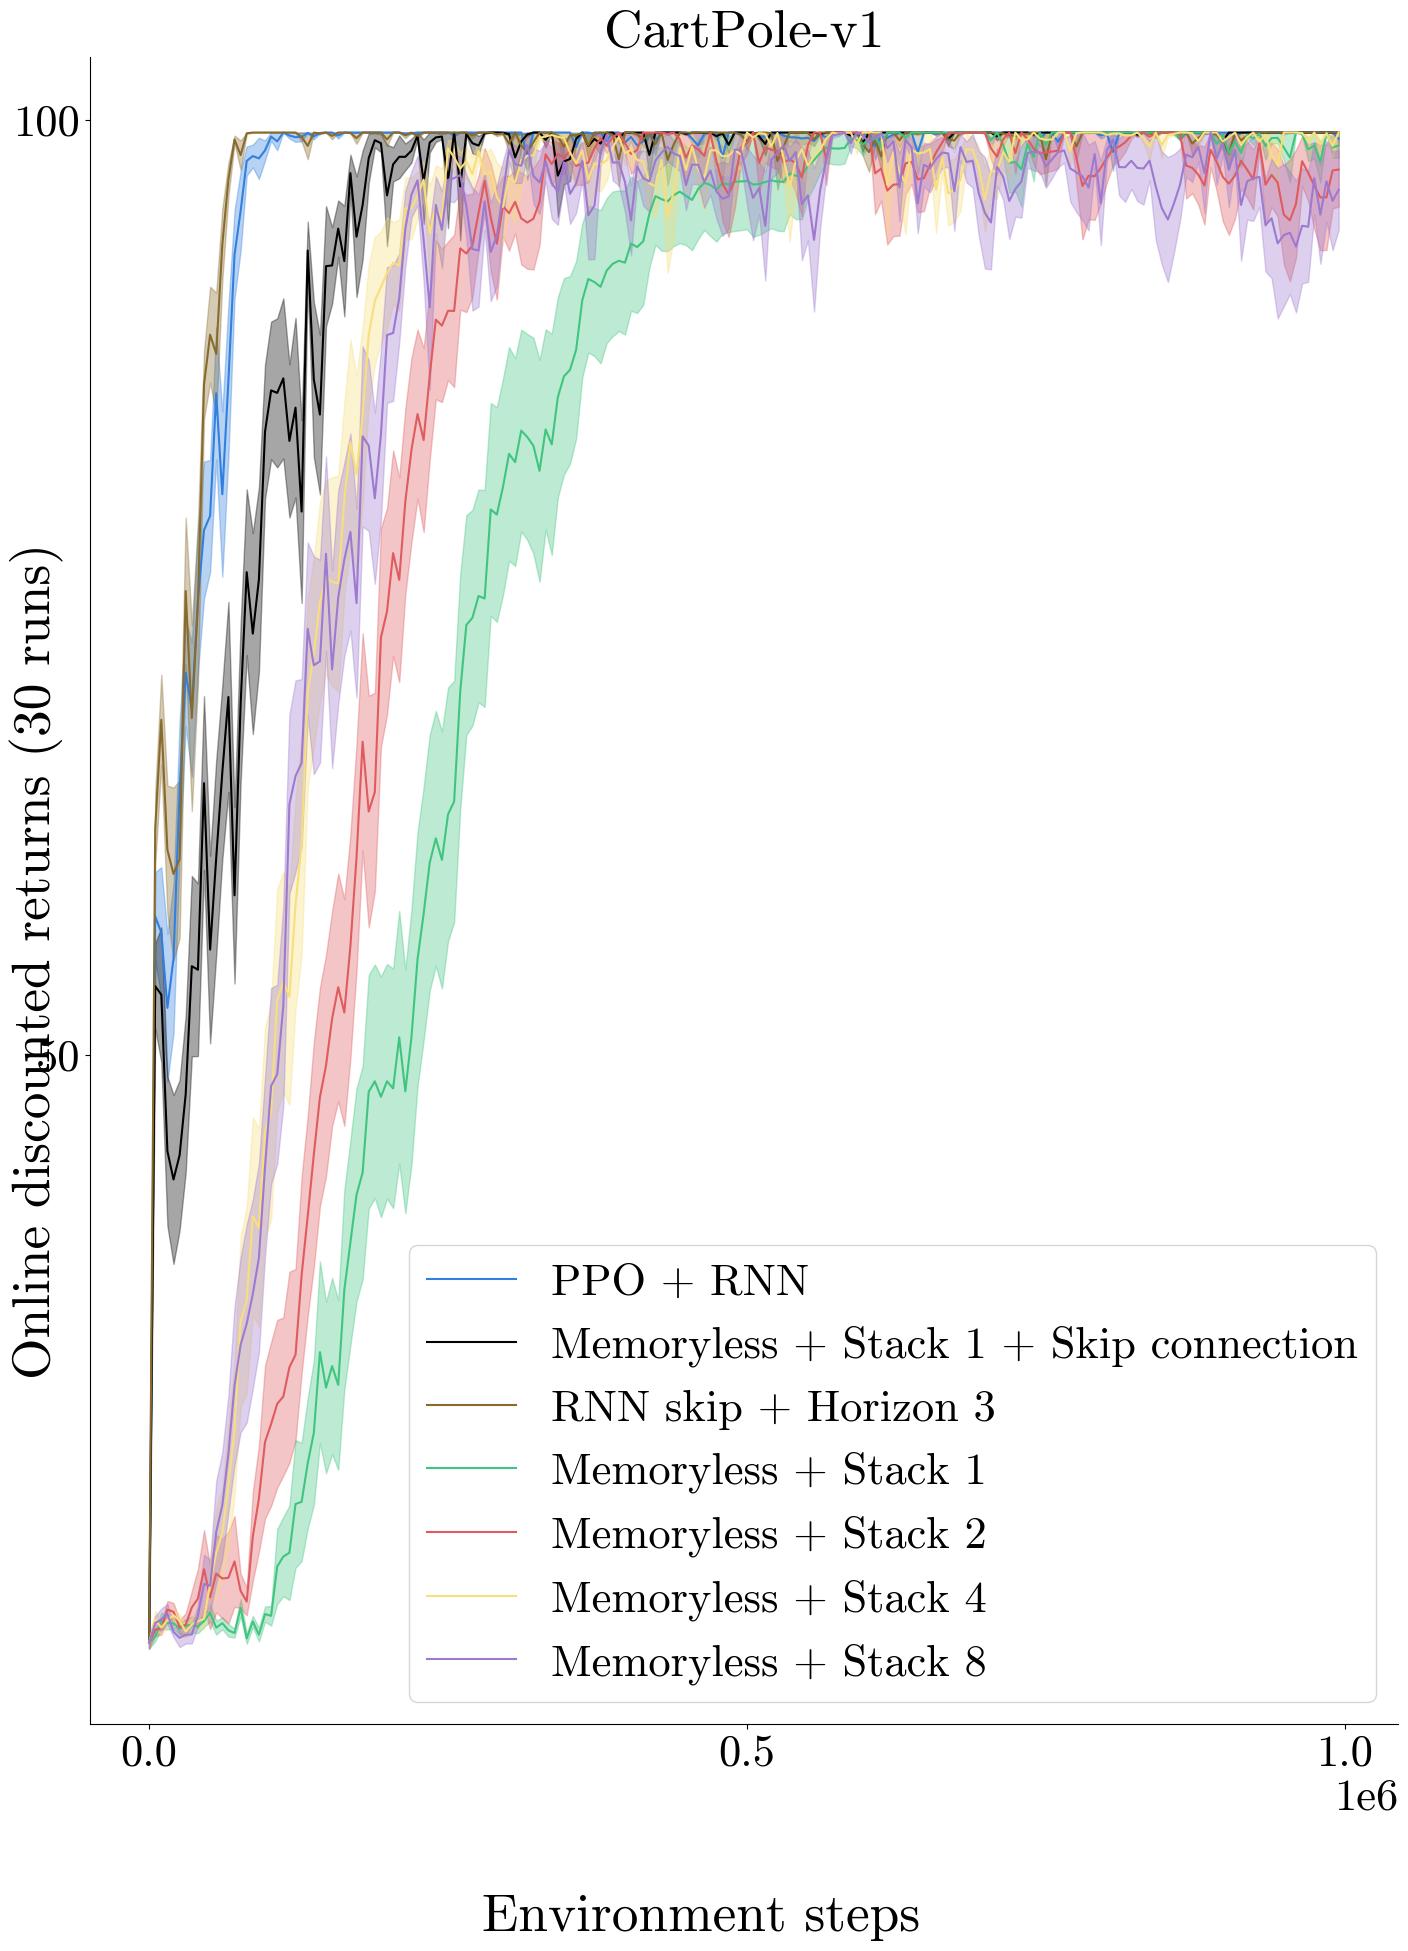 CartPole-v1
100
50
Online discounted returns (30 runs)
PPO + RNN
Memoryless + Stack 1 + Skip connection
RNN skip + Horizon 3
Memoryless + Stack 1
Memoryless + Stack 2
Memoryless + Stack 4
Memoryless + Stack 8
0.0 0.5 1.0
1e6
Environment steps